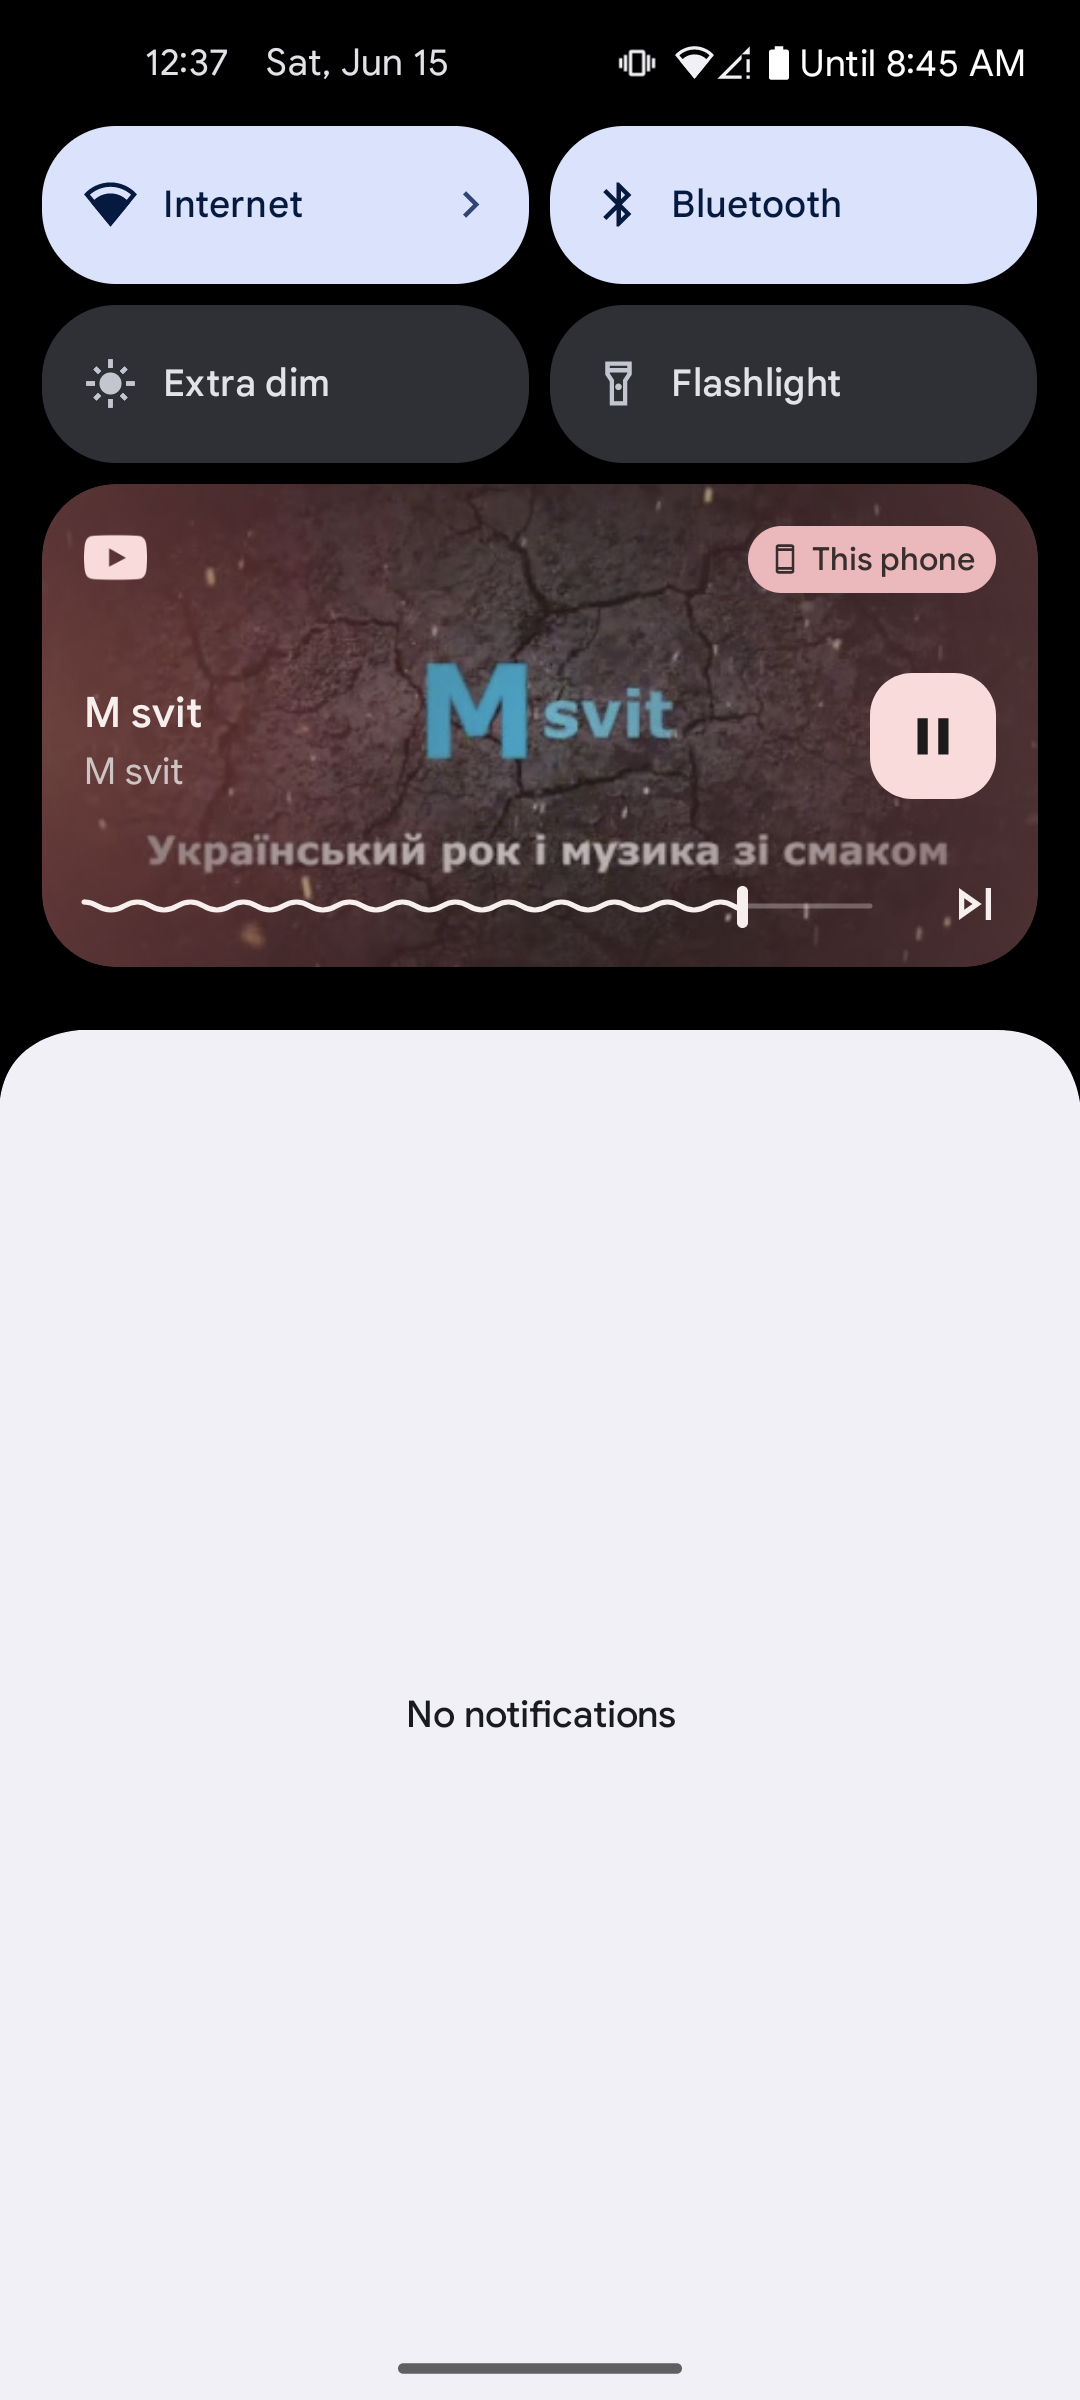 12:37 Sat, Jun 15 Until 8:45 AM
Internet
Bluetooth
Extra dim
Flashlight
This phone
M svit
M svit
M svit
Український рок і музика зі смаком
No notifications